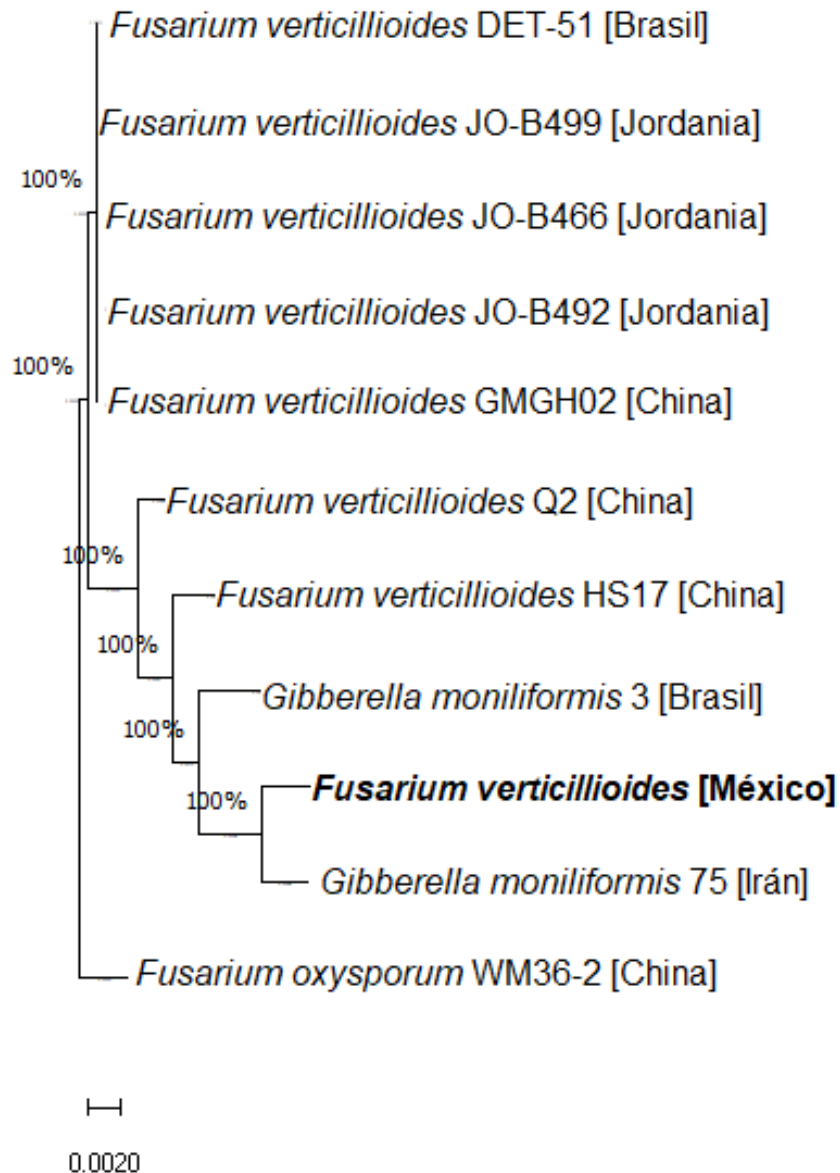 Fusarium verticillioides DET-51 [Brasil]
Fusarium verticillioides JO-B499 [Jordania]
100%
Fusarium verticillioides JO-B466 [Jordania]
Fusarium verticillioides JO-B492 [Jordania]
100%
Fusarium verticillioides GMGH02 [China]
Fusarium verticillioides Q2 [China]
100%
Fusarium verticillioides HS17 [China]
100%
Gibberella moniliformis 3 [Brasil]
100%
Fusarium verticillioides [México]
100%
Gibberella moniliformis 75 [Irán]
Fusarium oxysporum WM36-2 [China]
0.0020